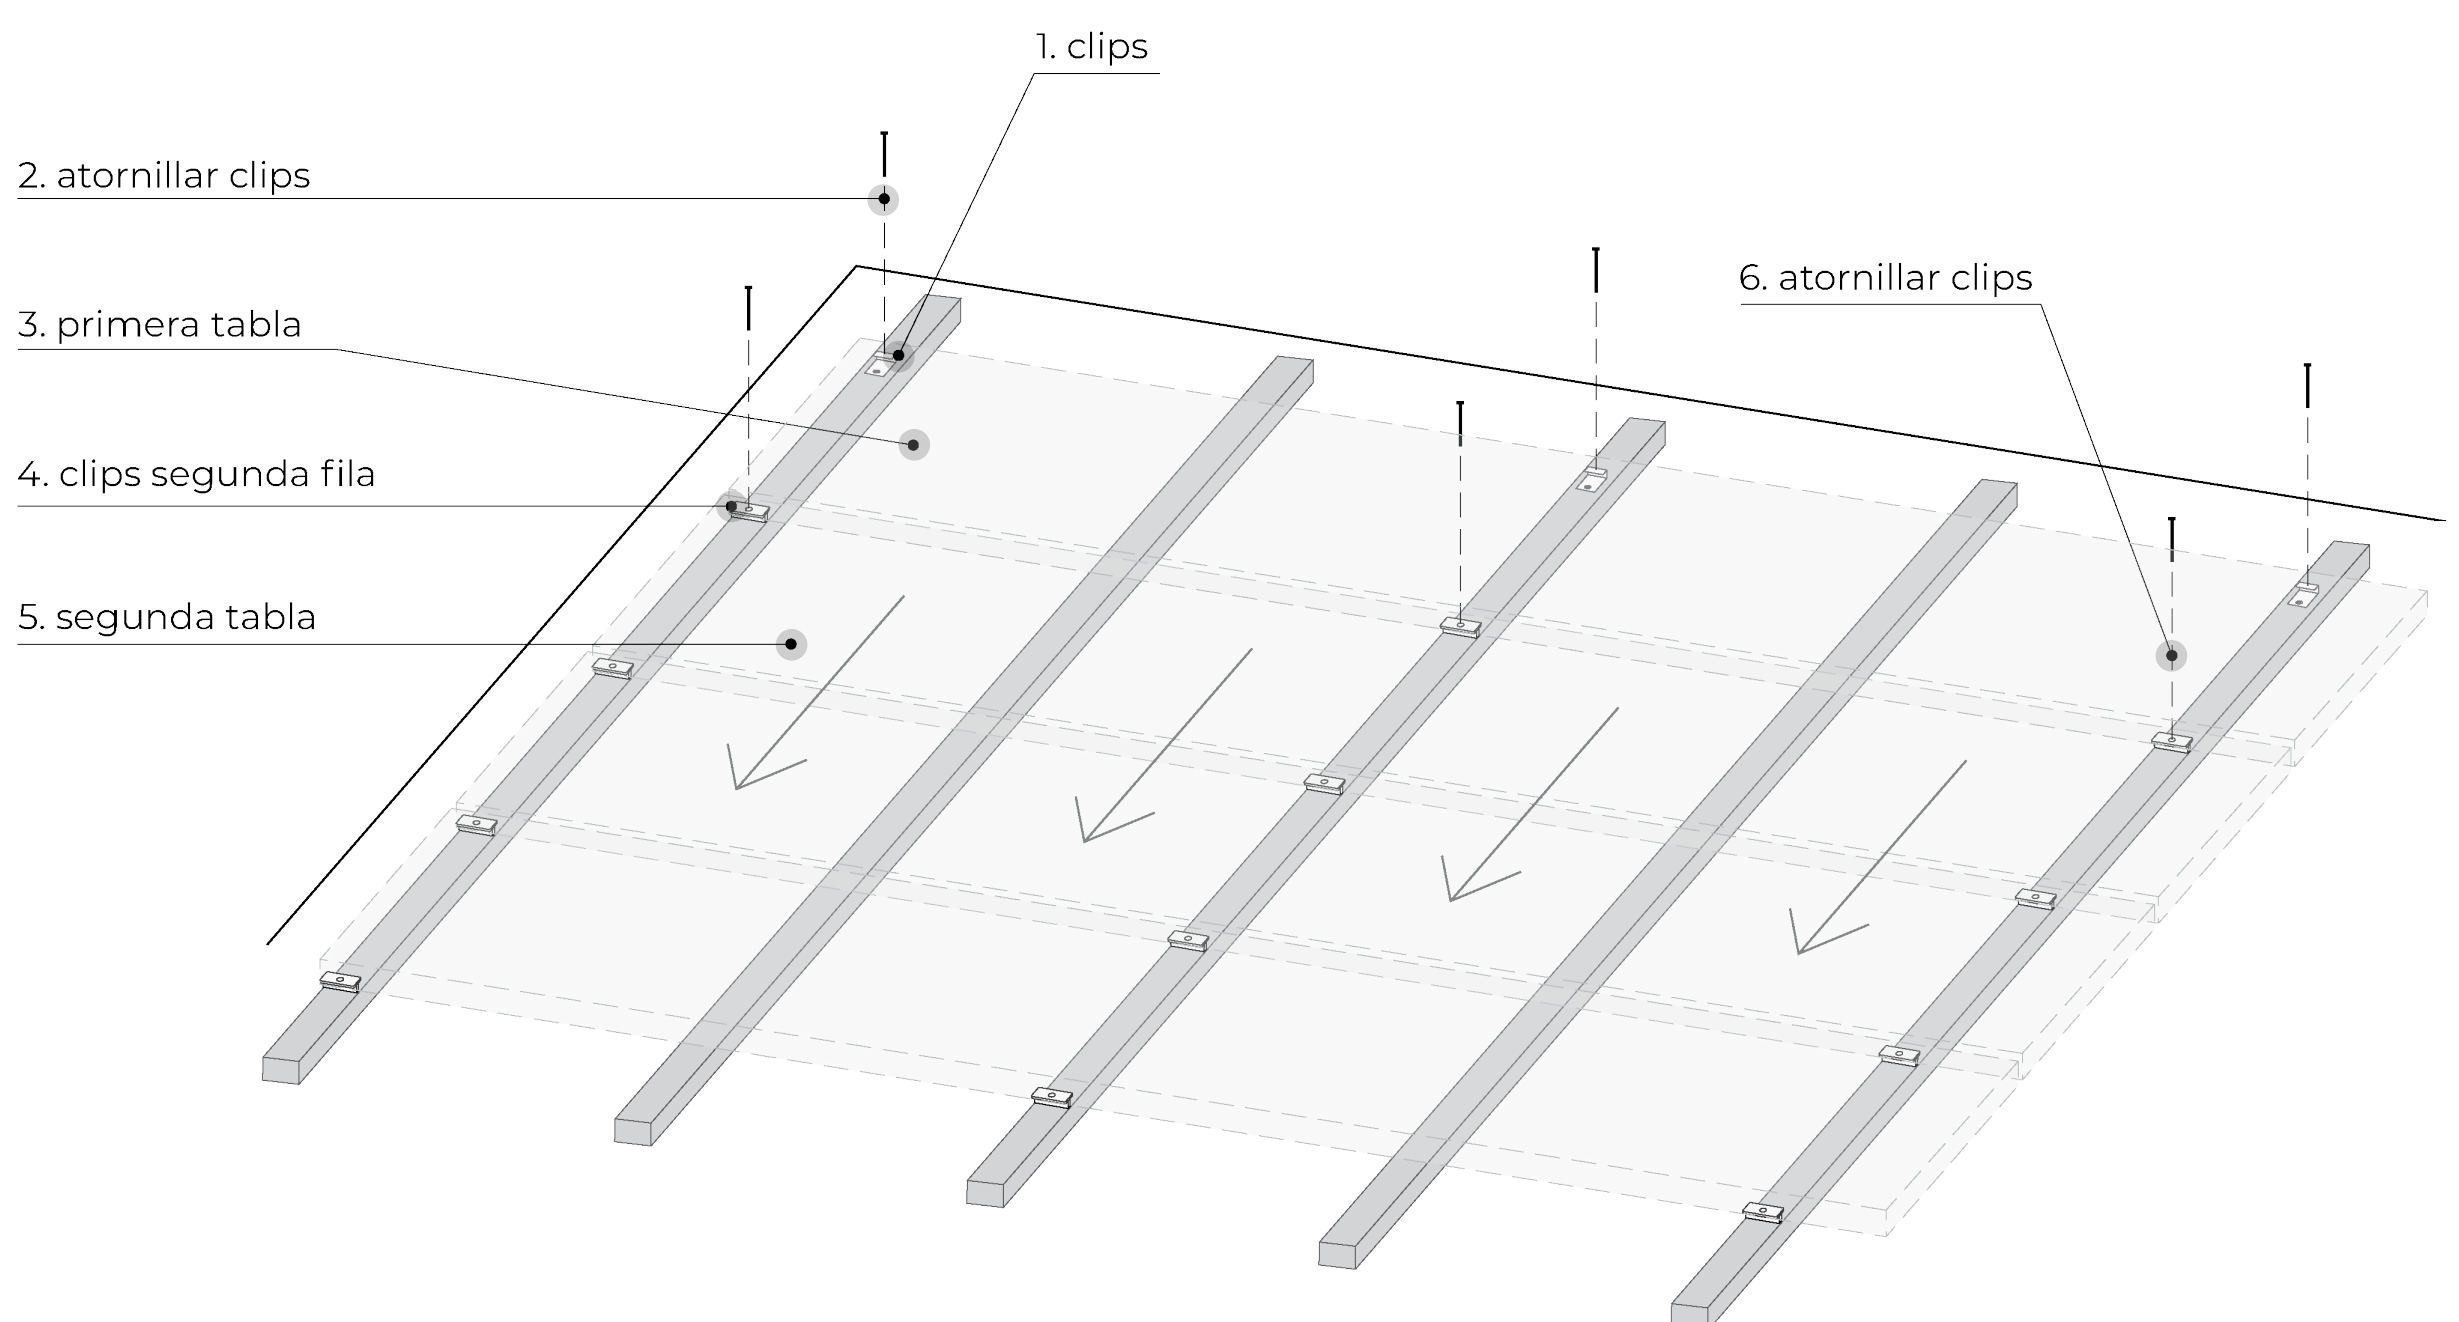 1. clips
2. atornillar clips
3. primera tabla
4. clips segunda fila
5. segunda tabla
6. atornillar clips